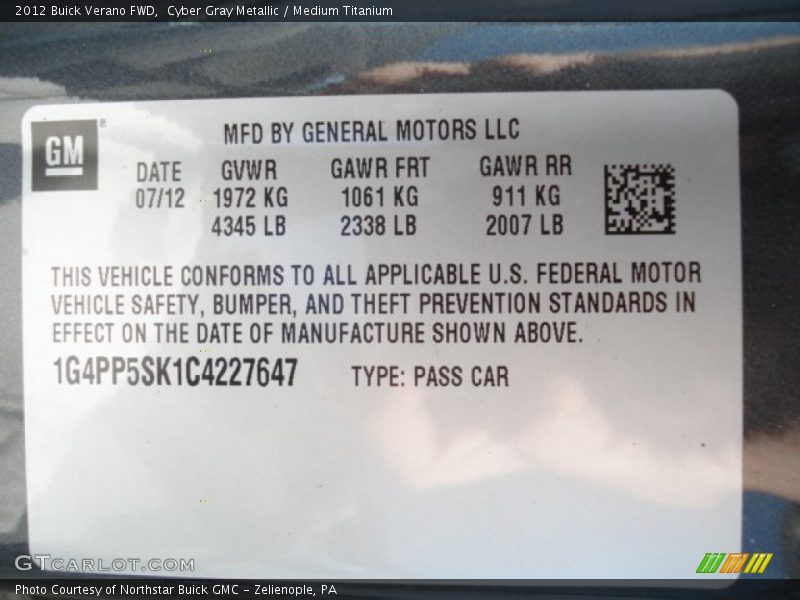 2012 Buick Verano FWD,  Cyber Gray Metallic / Medium Titanium
GM®
MFD BY GENERAL MOTORS LLC
DATE GVWR GAWR FRT GAWR RR
07/12 1972 KG 1061 KG 911 KG
4345 LB 2338 LB 2007 LB
THIS VEHICLE CONFORMS TO ALL APPLICABLE U.S. FEDERAL MOTOR
VEHICLE SAFETY, BUMPER, AND THEFT PREVENTION STANDARDS IN
EFFECT ON THE DATE OF MANUFACTURE SHOWN ABOVE.
1G4PP5SK1C4227647 TYPE: PASS CAR
GTCARLOT.COM
Photo Courtesy of Northstar Buick GMC – Zelienople, PA